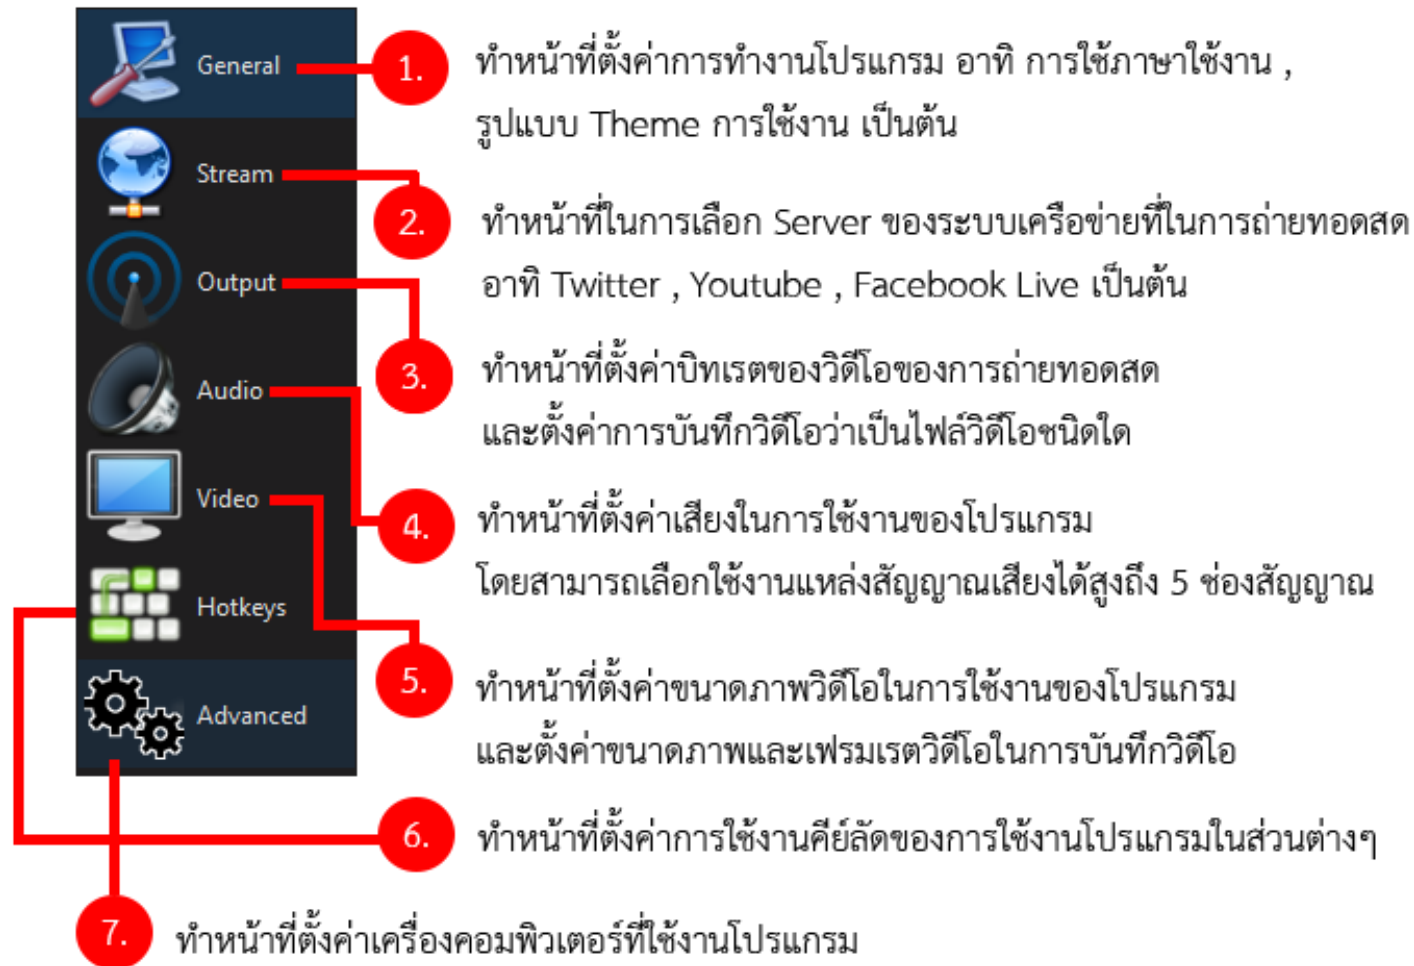 General
1.
ทำหน้าที่ตั้งค่าการทำงานโปรแกรม อาทิ การใช้ภาษาใช้งาน ,
รูปแบบ Theme การใช้งาน เป็นต้น
Stream
2.
ทำหน้าที่ในการเลือก Server ของระบบเครือข่ายที่ในการถ่ายทอดสด
อาทิ Twitter , Youtube , Facebook Live เป็นต้น
Output
3.
ทำหน้าที่ตั้งค่าบิทเรตของวิดีโอของการถ่ายทอดสด
และตั้งค่าการบันทึกวิดีโอว่าเป็นไฟล์วิดีโอชนิดใด
Audio
4.
ทำหน้าที่ตั้งค่าเสียงในการใช้งานของโปรแกรม
โดยสามารถเลือกใช้งานแหล่งสัญญาณเสียงได้สูงถึง 5 ช่องสัญญาณ
Video
5.
ทำหน้าที่ตั้งค่าขนาดภาพวิดีโอในการใช้งานของโปรแกรม
และตั้งค่าขนาดภาพและเฟรมเรตวิดีโอในการบันทึกวิดีโอ
Hotkeys
6.
ทำหน้าที่ตั้งค่าการใช้งานคีย์ลัดของการใช้งานโปรแกรมในส่วนต่างๆ
Advanced
7.
ทำหน้าที่ตั้งค่าเครื่องคอมพิวเตอร์ที่ใช้งานโปรแกรม